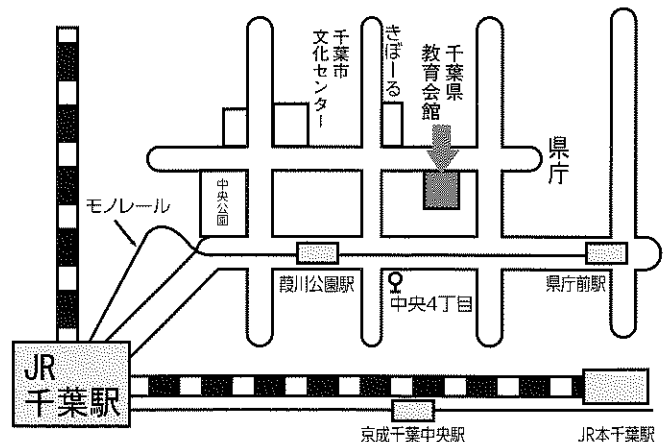 千葉市
文化センター
きぼーる
千葉県
教育会館
県庁
中央公園
モノレール
葭川公園駅
県庁前駅
中央4丁目
JR
千葉駅
京成千葉中央駅
JR本千葉駅